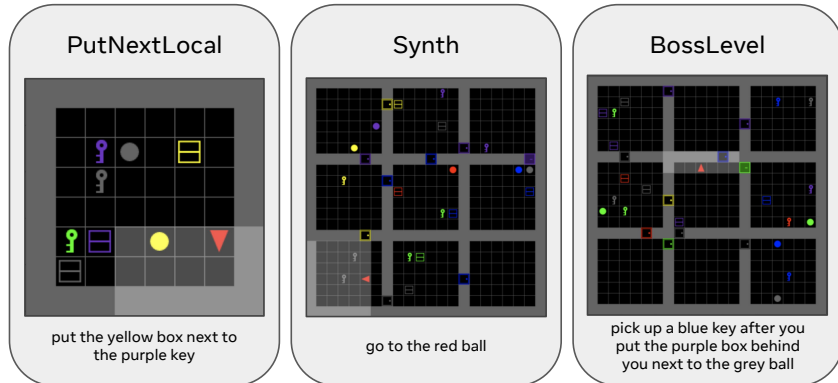 PutNextLocal
put the yellow box next to
the purple key
Synth
go to the red ball
BossLevel
pick up a blue key after you
put the purple box behind
you next to the grey ball